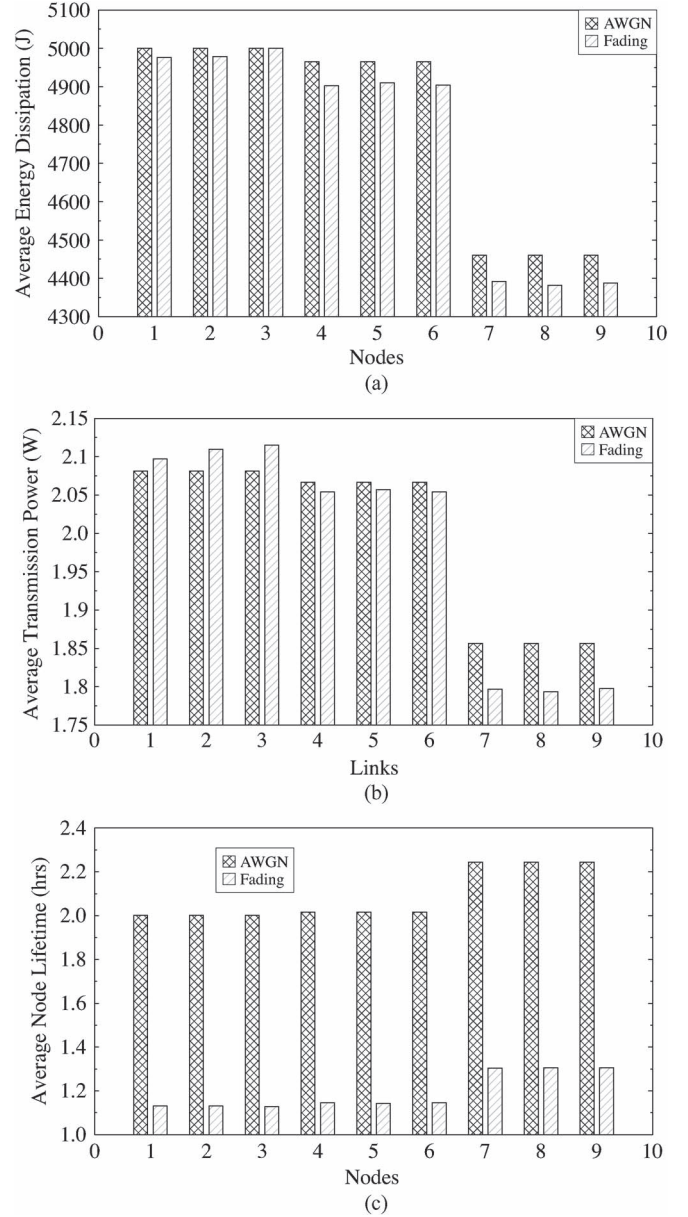 5100
5000
4900
4800
4700
4600
4500
4400
4300
Average Energy Dissipation (J)
AWGN
Fading
0 1 2 3 4 5 6 7 8 9 10
Nodes
(a)
2.15
2.1
2.05
2.0
1.95
1.9
1.85
1.8
1.75
Average Transmission Power (W)
AWGN
Fading
0 1 2 3 4 5 6 7 8 9 10
Links
(b)
2.4
2.2
2.0
1.8
1.6
1.4
1.2
1.0
Average Node Lifetime (hrs)
AWGN
Fading
0 1 2 3 4 5 6 7 8 9 10
Nodes
(c)